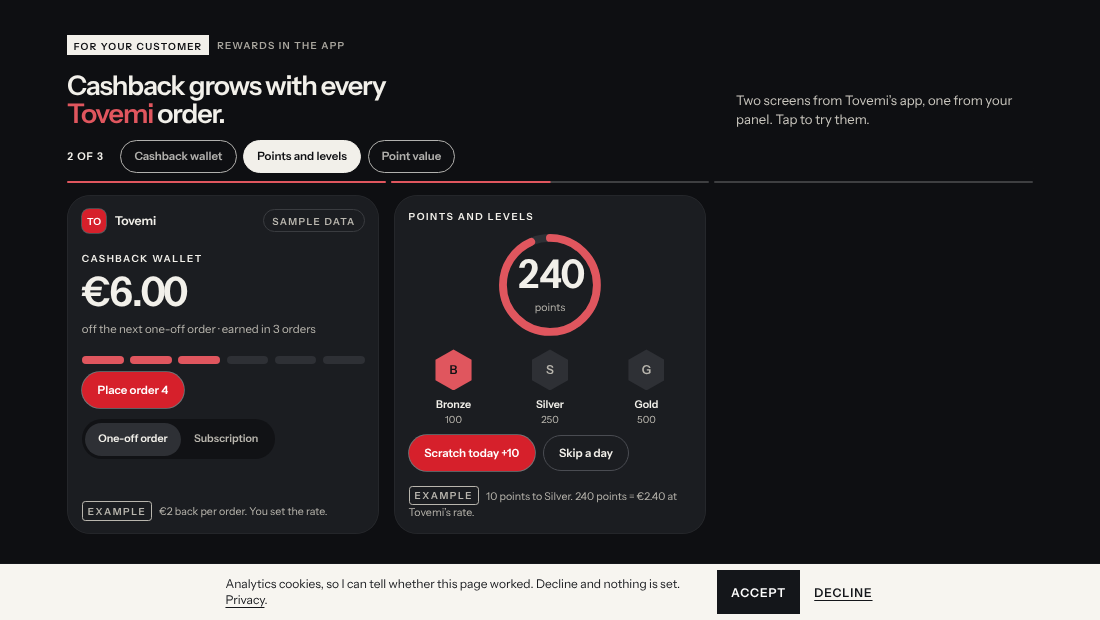 FOR YOUR CUSTOMER REWARDS IN THE APP
Cashback grows with every
Tovemi order.
Two screens from Tovemi's app, one from your
panel. Tap to try them.
2 OF 3 Cashback wallet Points and levels Point value
TO Tovemi SAMPLE DATA
CASHBACK WALLET
€6.00
off the next one-off order · earned in 3 orders
Place order 4
One-off order Subscription
EXAMPLE €2 back per order. You set the rate.
POINTS AND LEVELS
240
points
B S G
Bronze Silver Gold
100 250 500
Scratch today +10 Skip a day
EXAMPLE 10 points to Silver. 240 points = €2.40 at
Tovemi's rate.
Analytics cookies, so I can tell whether this page worked. Decline and nothing is set.
Privacy.
ACCEPT DECLINE